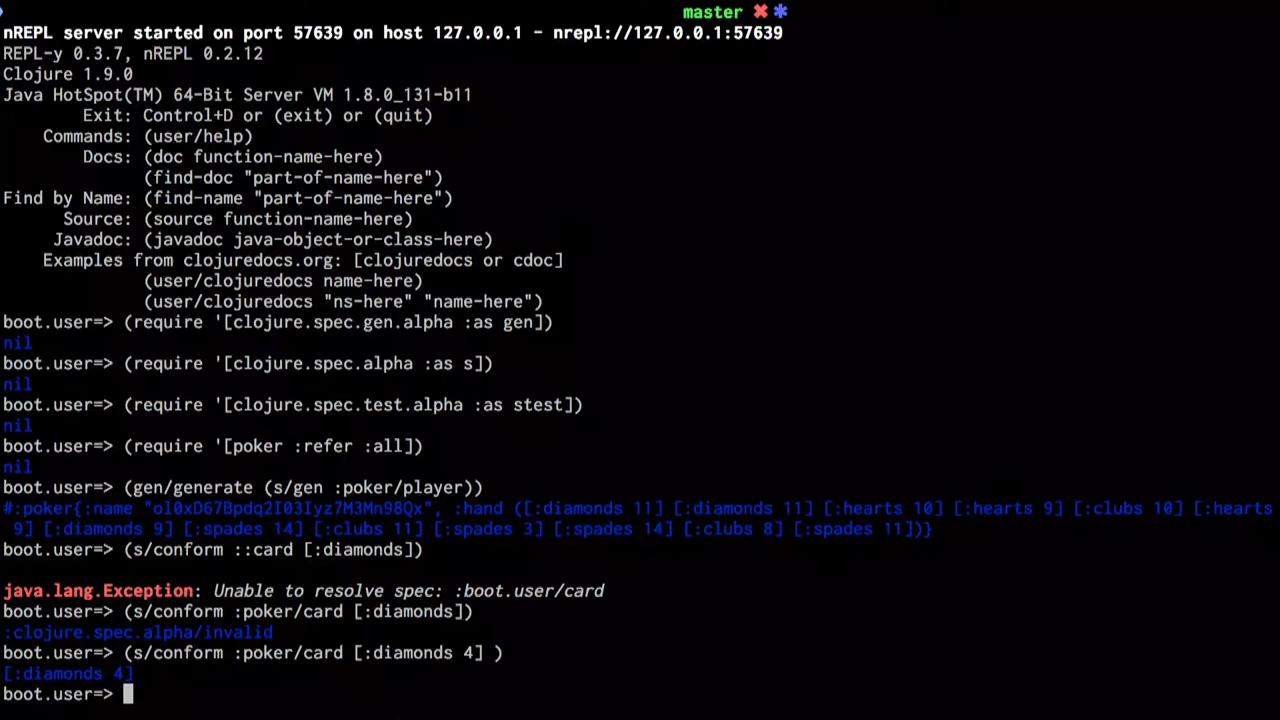 master ✖ ✱
nREPL server started on port 57639 on host 127.0.0.1 - nrepl://127.0.0.1:57639
REPL-y 0.3.7, nREPL 0.2.12
Clojure 1.9.0
Java HotSpot(TM) 64-Bit Server VM 1.8.0_131-b11
Exit: Control+D or (exit) or (quit)
Commands: (user/help)
Docs: (doc function-name-here)
(find-doc "part-of-name-here")
Find by Name: (find-name "part-of-name-here")
Source: (source function-name-here)
Javadoc: (javadoc java-object-or-class-here)
Examples from clojuredocs.org: [clojuredocs or cdoc]
(user/clojuredocs name-here)
(user/clojuredocs "ns-here" "name-here")
boot.user=> (require '[clojure.spec.gen.alpha :as gen])
nil
boot.user=> (require '[clojure.spec.alpha :as s])
nil
boot.user=> (require '[clojure.spec.test.alpha :as stest])
nil
boot.user=> (require '[poker :refer :all])
nil
boot.user=> (gen/generate (s/gen :poker/player))
#:poker{:name "ol0xD67Bpdq2I03Iyz7M3Mn98Qx", :hand ([:diamonds 11] [:diamonds 11] [:hearts 10] [:hearts 9] [:clubs 10] [:hearts
9] [:diamonds 9] [:spades 14] [:clubs 11] [:spades 3] [:spades 14] [:clubs 8] [:spades 11])}
boot.user=> (s/conform ::card [:diamonds])
java.lang.Exception: Unable to resolve spec: :boot.user/card
boot.user=> (s/conform :poker/card [:diamonds])
:clojure.spec.alpha/invalid
boot.user=> (s/conform :poker/card [:diamonds 4] )
[:diamonds 4]
boot.user=>